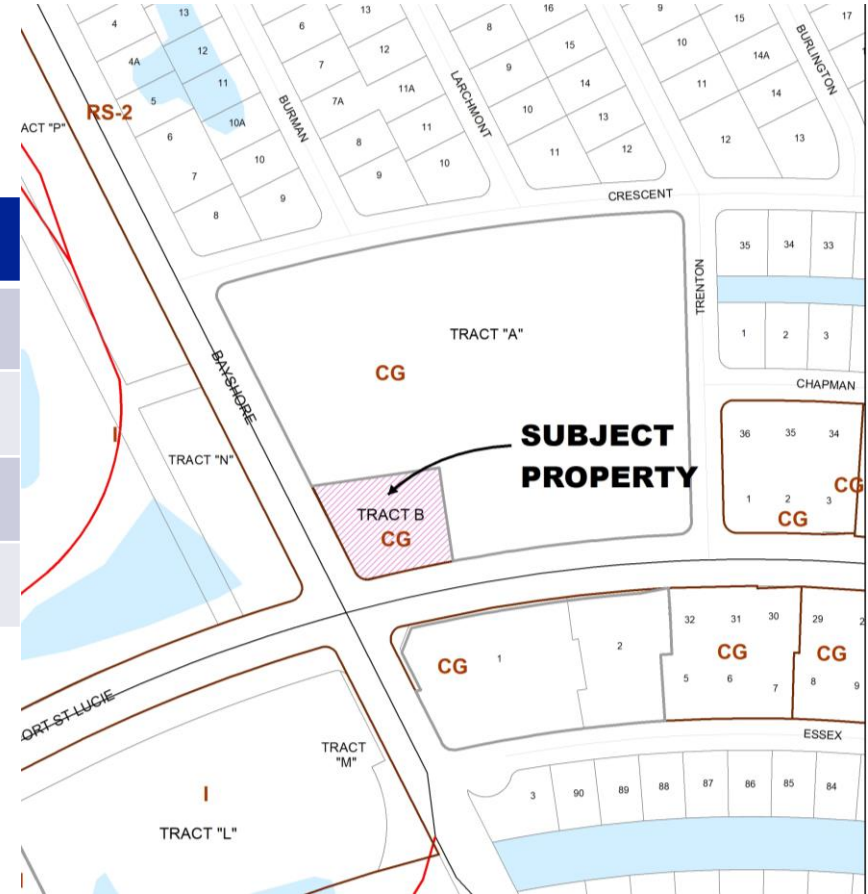 13
4
12
4A
5
11
10A
6
10
7
9
8
RS-2
ACT "P"
BURMAN
13
6
12
7
7A
11A
11
8
9
10
LARCHMONT
16
8
15
9
14
10
13
11
12
9
15
10
14A
11
14
12
13
17
BURLINGTON
CRESCENT
TRENTON
35
34
33
1
2
3
CHAPMAN
TRACT "A"
CG
BAYSHORE
I
TRACT "N"
SUBJECT
PROPERTY
TRACT B
CG
36
35
34
1
2
3
CG
CG
CG
1
2
32
31
30
29
2
CG
CG
5
6
7
8
9
ESSEX
ORT ST LUCIE
TRACT
"M"
I
TRACT "L"
3
90
89
88
87
86
85
84